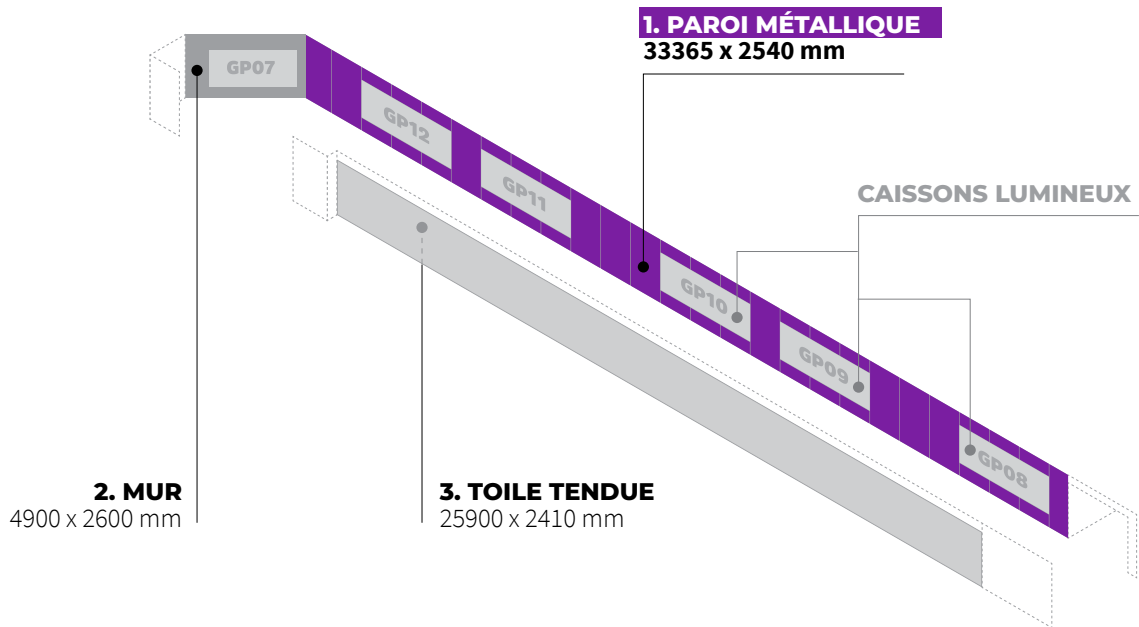 1. PAROI MÉTALLIQUE
33365 x 2540 mm
GP07
GP12
GP11
CAISSONS LUMINEUX
GP10
GP09
GP08
2. MUR
4900 x 2600 mm
3. TOILE TENDUE
25900 x 2410 mm